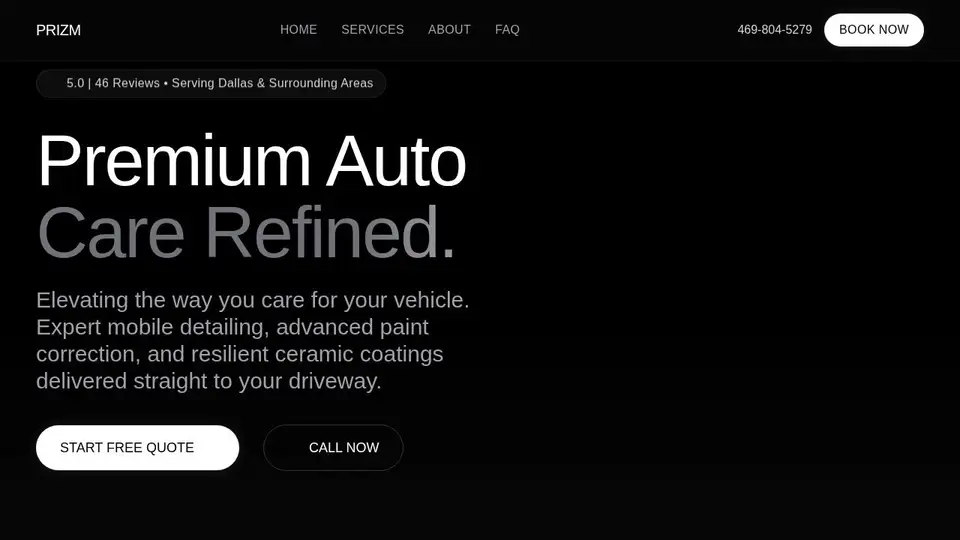 PRIZM
HOME SERVICES ABOUT FAQ
469-804-5279
BOOK NOW
5.0 | 46 Reviews • Serving Dallas & Surrounding Areas
Premium Auto
Care Refined.
Elevating the way you care for your vehicle.
Expert mobile detailing, advanced paint
correction, and resilient ceramic coatings
delivered straight to your driveway.
START FREE QUOTE
CALL NOW